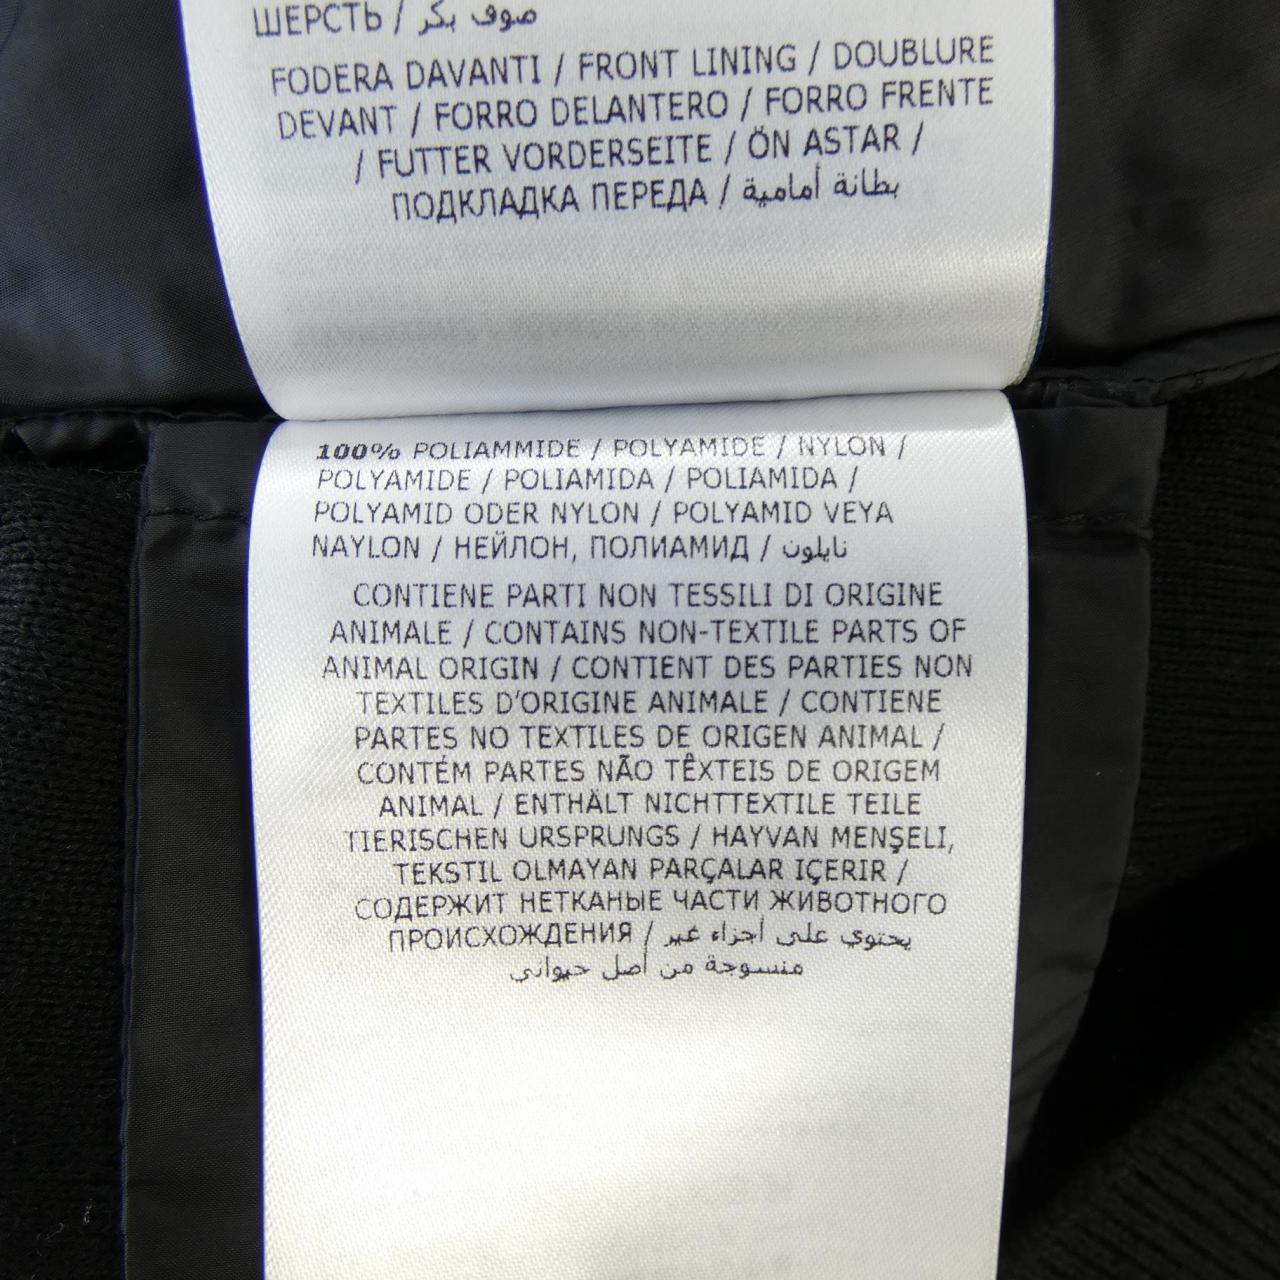 ШЕРСТЬ / صوف بكر
FODERA DAVANTI / FRONT LINING / DOUBLURE
DEVANT / FORRO DELANTERO / FORRO FRENTE
/ FUTTER VORDERSEITE / ÖN ASTAR /
ПОДКЛАДКА ПЕРЕДА / بطانة أمامية
100% POLIAMMIDE / POLYAMIDE / NYLON /
POLYAMIDE / POLIAMIDA / POLIAMIDA /
POLYAMID ODER NYLON / POLYAMID VEYA
NAYLON / НЕЙЛОН, ПОЛИАМИД / نايلون
CONTIENE PARTI NON TESSILI DI ORIGINE
ANIMALE / CONTAINS NON-TEXTILE PARTS OF
ANIMAL ORIGIN / CONTIENT DES PARTIES NON
TEXTILES D'ORIGINE ANIMALE / CONTIENE
PARTES NO TEXTILES DE ORIGEN ANIMAL /
CONTÉM PARTES NÃO TÊXTEIS DE ORIGEM
ANIMAL / ENTHÄLT NICHTTEXTILE TEILE
TIERISCHEN URSPRUNGS / HAYVAN MENŞELI,
TEKSTIL OLMAYAN PARÇALAR IÇERIR /
СОДЕРЖИТ НЕТКАНЫЕ ЧАСТИ ЖИВОТНОГО
ПРОИСХОЖДЕНИЯ / يحتوي على أجزاء غير
منسوجة من أصل حيواني